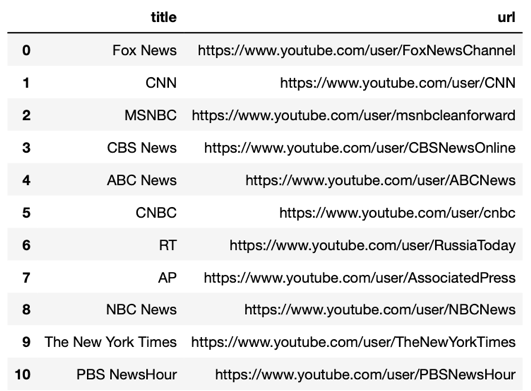 title url
0 Fox News https://www.youtube.com/user/FoxNewsChannel
1 CNN https://www.youtube.com/user/CNN
2 MSNBC https://www.youtube.com/user/msnbcleanforward
3 CBS News https://www.youtube.com/user/CBSNewsOnline
4 ABC News https://www.youtube.com/user/ABCNews
5 CNBC https://www.youtube.com/user/cnbc
6 RT https://www.youtube.com/user/RussiaToday
7 AP https://www.youtube.com/user/AssociatedPress
8 NBC News https://www.youtube.com/user/NBCNews
9 The New York Times https://www.youtube.com/user/TheNewYorkTimes
10 PBS NewsHour https://www.youtube.com/user/PBSNewsHour